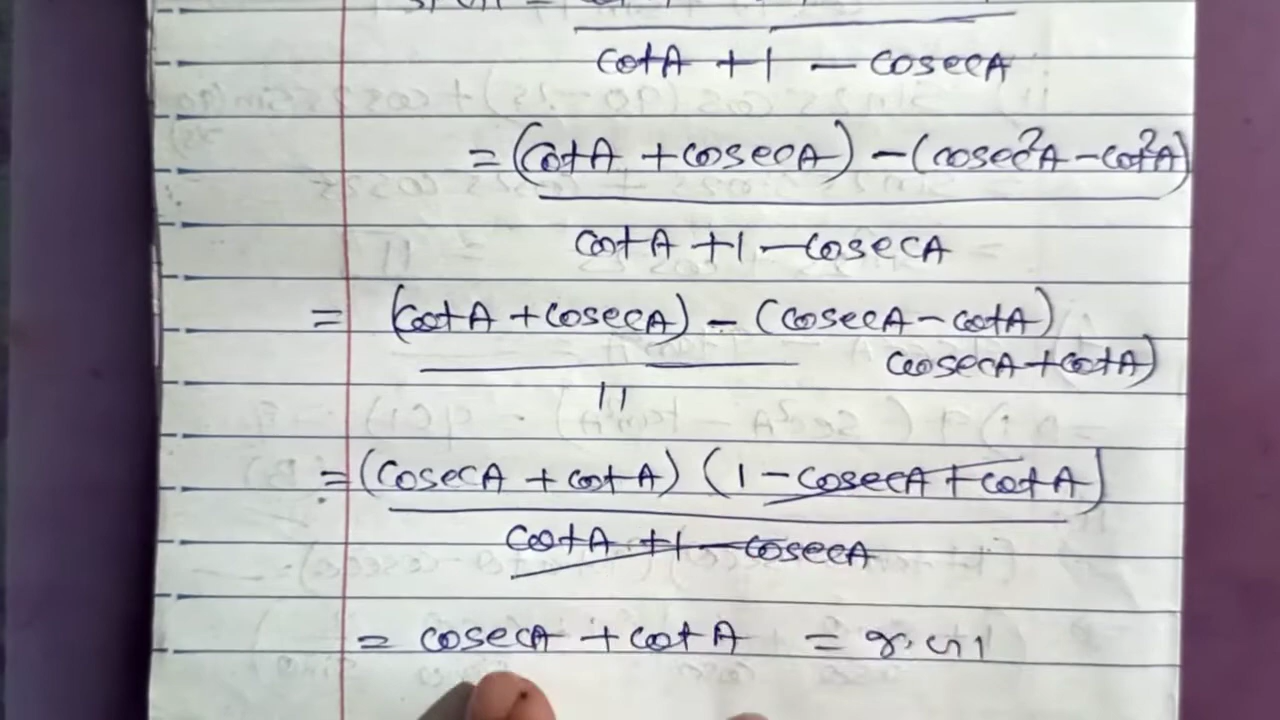 cotA + 1 - cosecA
= (cotA + cosecA) - (cosec²A - cot²A)
cotA + 1 - cosecA
= (cotA + cosecA) - (cosecA - cotA)
cosecA + cotA)
11
= (cosecA + cotA) (1 - cosecA + cotA)
cotA + 1 - cosecA
= cosecA + cotA =